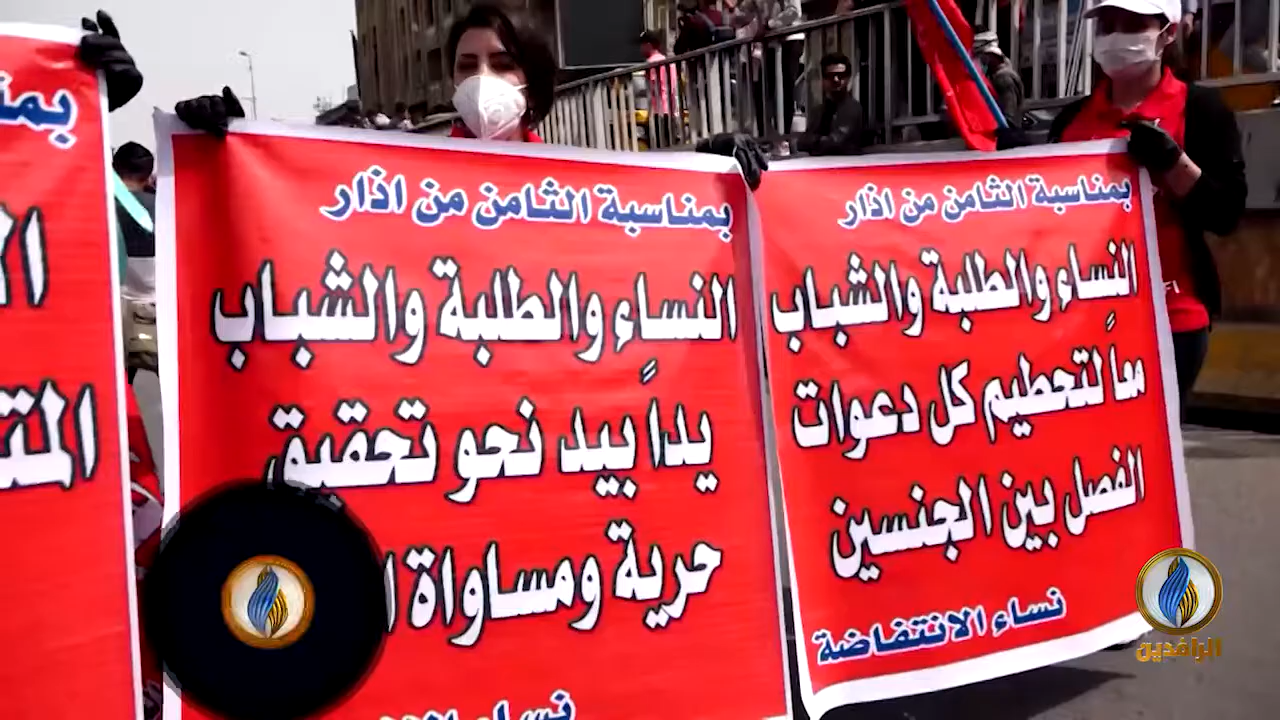 بمناسبة الثامن من اذار
النساء والطلبة والشباب
معاً لتحطيم كل دعوات
الفصل بين الجنسين
نساء الانتفاضة
بمناسبة الثامن من اذار
النساء والطلبة والشباب
يداً بيد نحو تحقيق
حرية ومساواة
نساء
الرافدين